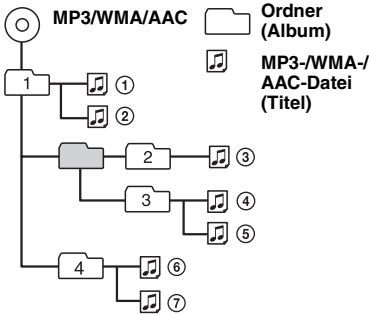 MP3/WMA/AAC
Ordner
(Album)
MP3-/WMA-/
AAC-Datei
(Titel)
1
①
②
2
③
3
④
⑤
4
⑥
⑦